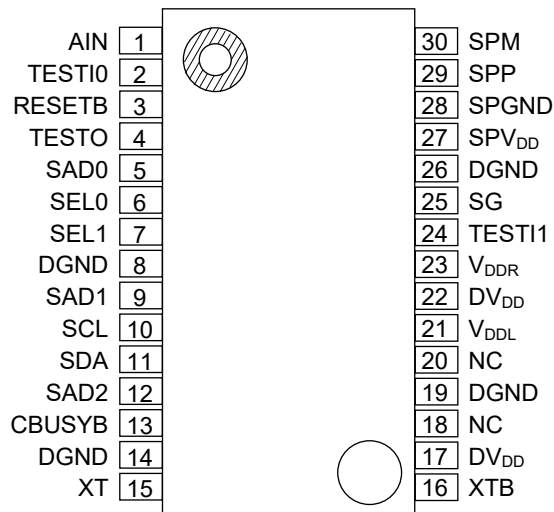 AIN 1 30 SPM
TESTI0 2 29 SPP
RESETB 3 28 SPGND
TESTO 4 27 SPVDD
SAD0 5 26 DGND
SEL0 6 25 SG
SEL1 7 24 TESTI1
DGND 8 23 VDDR
SAD1 9 22 DVDD
SCL 10 21 VDDL
SDA 11 20 NC
SAD2 12 19 DGND
CBUSYB 13 18 NC
DGND 14 17 DVDD
XT 15 16 XTB